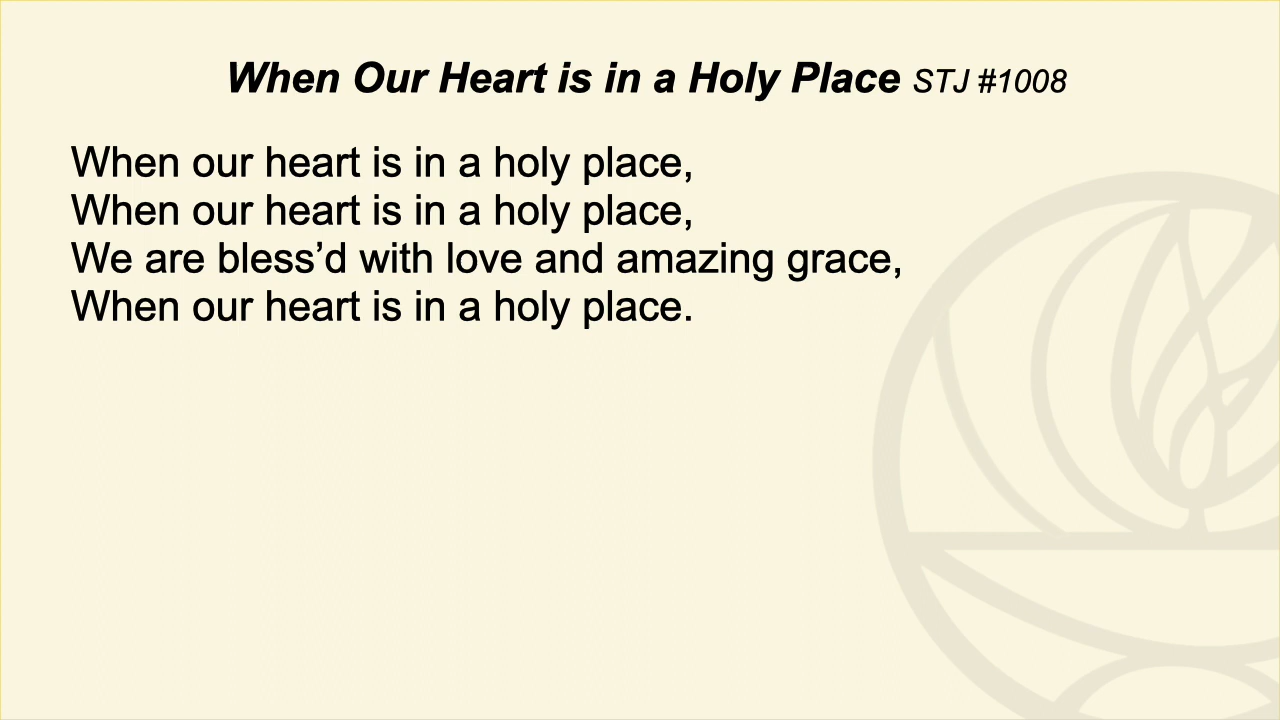 When Our Heart is in a Holy Place STJ #1008
When our heart is in a holy place,
When our heart is in a holy place,
We are bless’d with love and amazing grace,
When our heart is in a holy place.